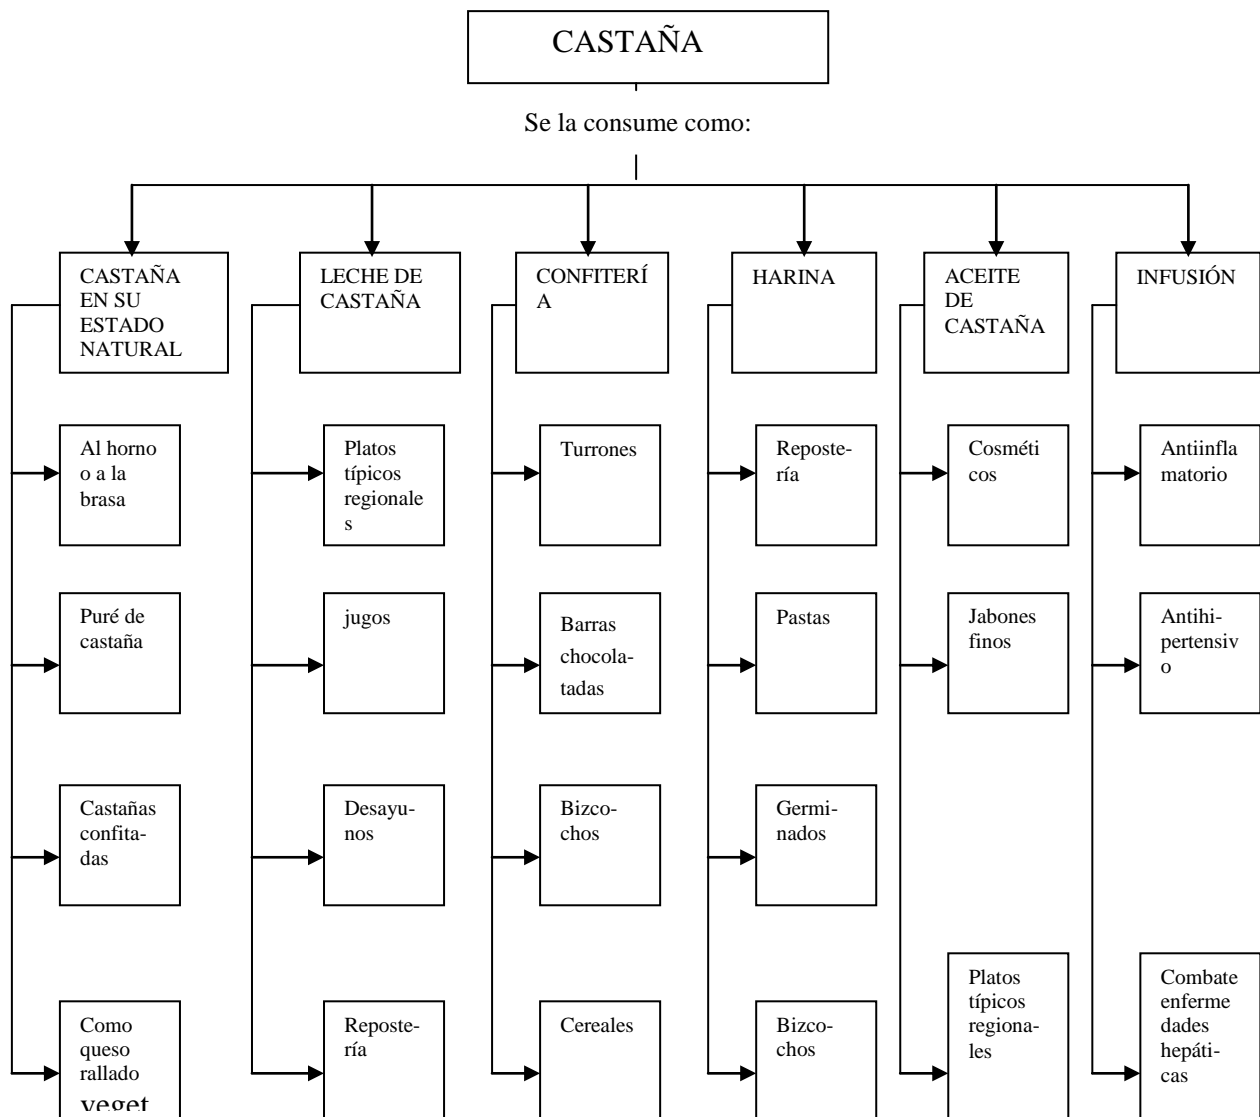 CASTAÑA
Se la consume como:
CASTAÑA
EN SU
ESTADO
NATURAL
LECHE DE
CASTAÑA
CONFITERÍ
A
HARINA
ACEITE
DE
CASTAÑA
INFUSIÓN
Al horno
o a la
brasa
Platos
típicos
regionale
s
Turrones
Reposte-
ría
Cosméti
cos
Antiinfla
matorio
Puré de
castaña
jugos
Barras
chocola-
tadas
Pastas
Jabones
finos
Antihi-
pertensiv
o
Castañas
confita-
das
Desayu-
nos
Bizco-
chos
Germi-
nados
Platos
típicos
regiona-
les
Combate
enferme
dades
hepáti-
cas
Como
queso
rallado
veget
Reposte-
ría
Cereales
Bizco-
chos